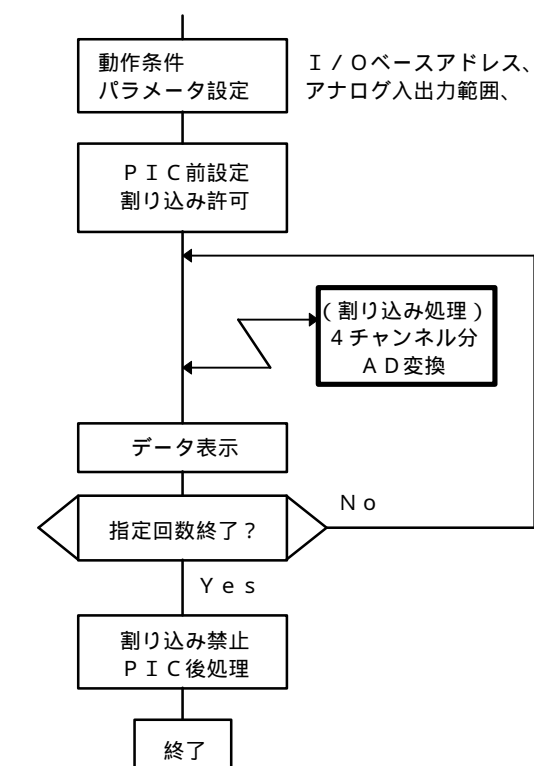 動作条件
パラメータ設定
Ｉ／Ｏベースアドレス、
アナログ入出力範囲、
ＰＩＣ前設定
割り込み許可
（割り込み処理）
４チャンネル分
ＡＤ変換
データ表示
指定回数終了？
Ｎｏ
Ｙｅｓ
割り込み禁止
ＰＩＣ後処理
終了